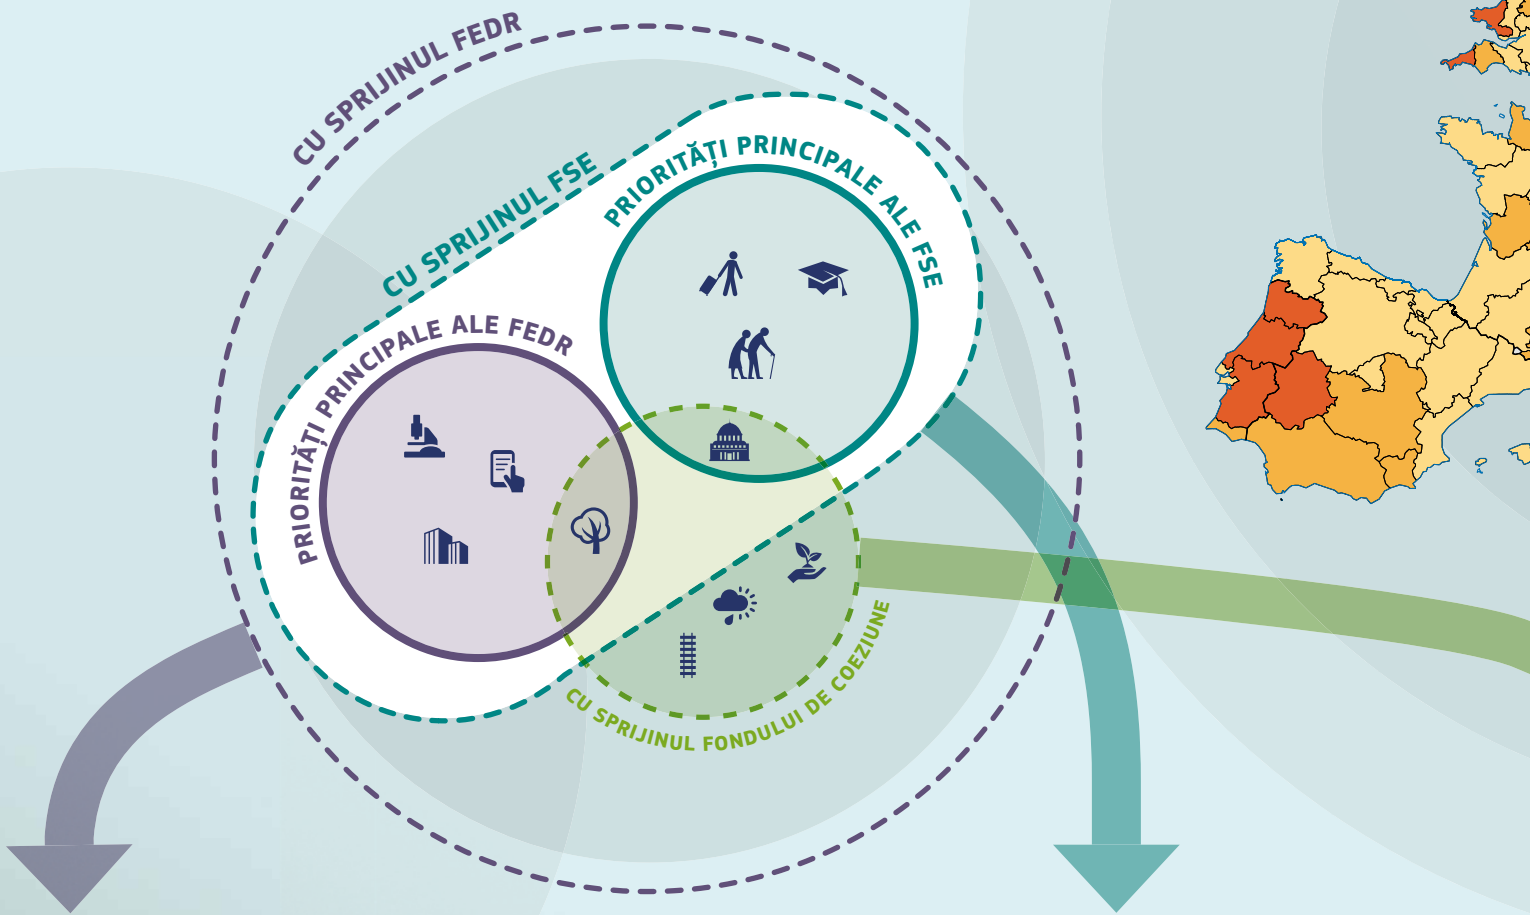 CU SPRIJINUL FEDR
CU SPRIJINUL FSE
PRIORITĂȚI PRINCIPALE ALE FSE
PRIORITĂȚI PRINCIPALE ALE FEDR
CU SPRIJINUL FONDULUI DE COEZIUNE